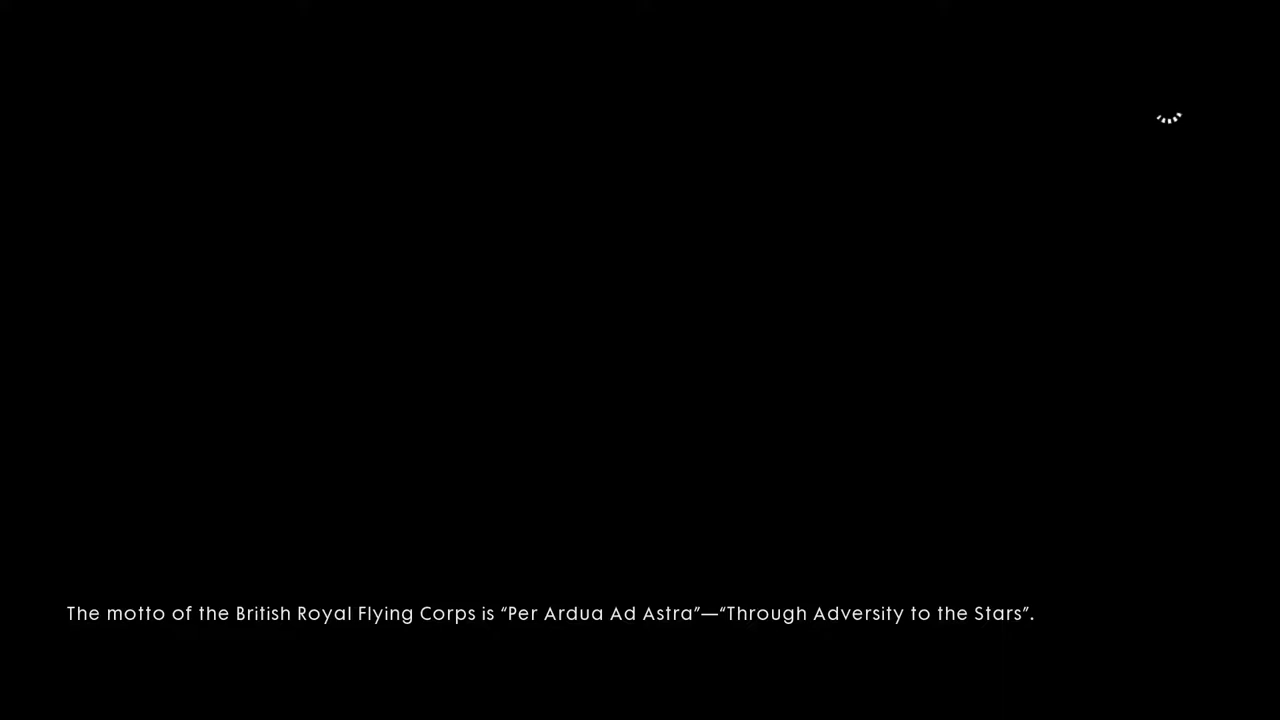 The motto of the British Royal Flying Corps is “Per Ardua Ad Astra”—“Through Adversity to the Stars”.